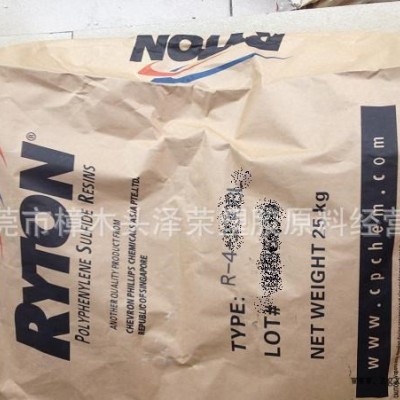 RYTON
RYTON®
POLYPHENYLENE SULFIDE RESINS
ANOTHER QUALITY PRODUCT FROM
CHEVRON PHILLIPS CHEMICALS ASIA PTE.LTD.
REPUBLIC OF SINGAPORE
TYPE: R-4
LOT#
NET WEIGHT 25 kg
www.cpchem.com
莞市樟木头泽荣塑胶原料经营